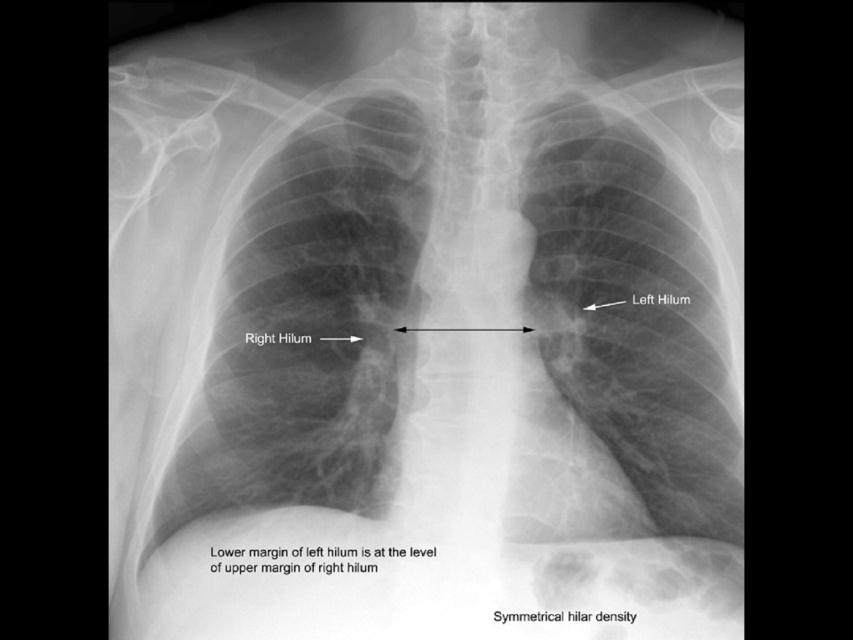 Left Hilum
Right Hilum
Lower margin of left hilum is at the level
of upper margin of right hilum
Symmetrical hilar density